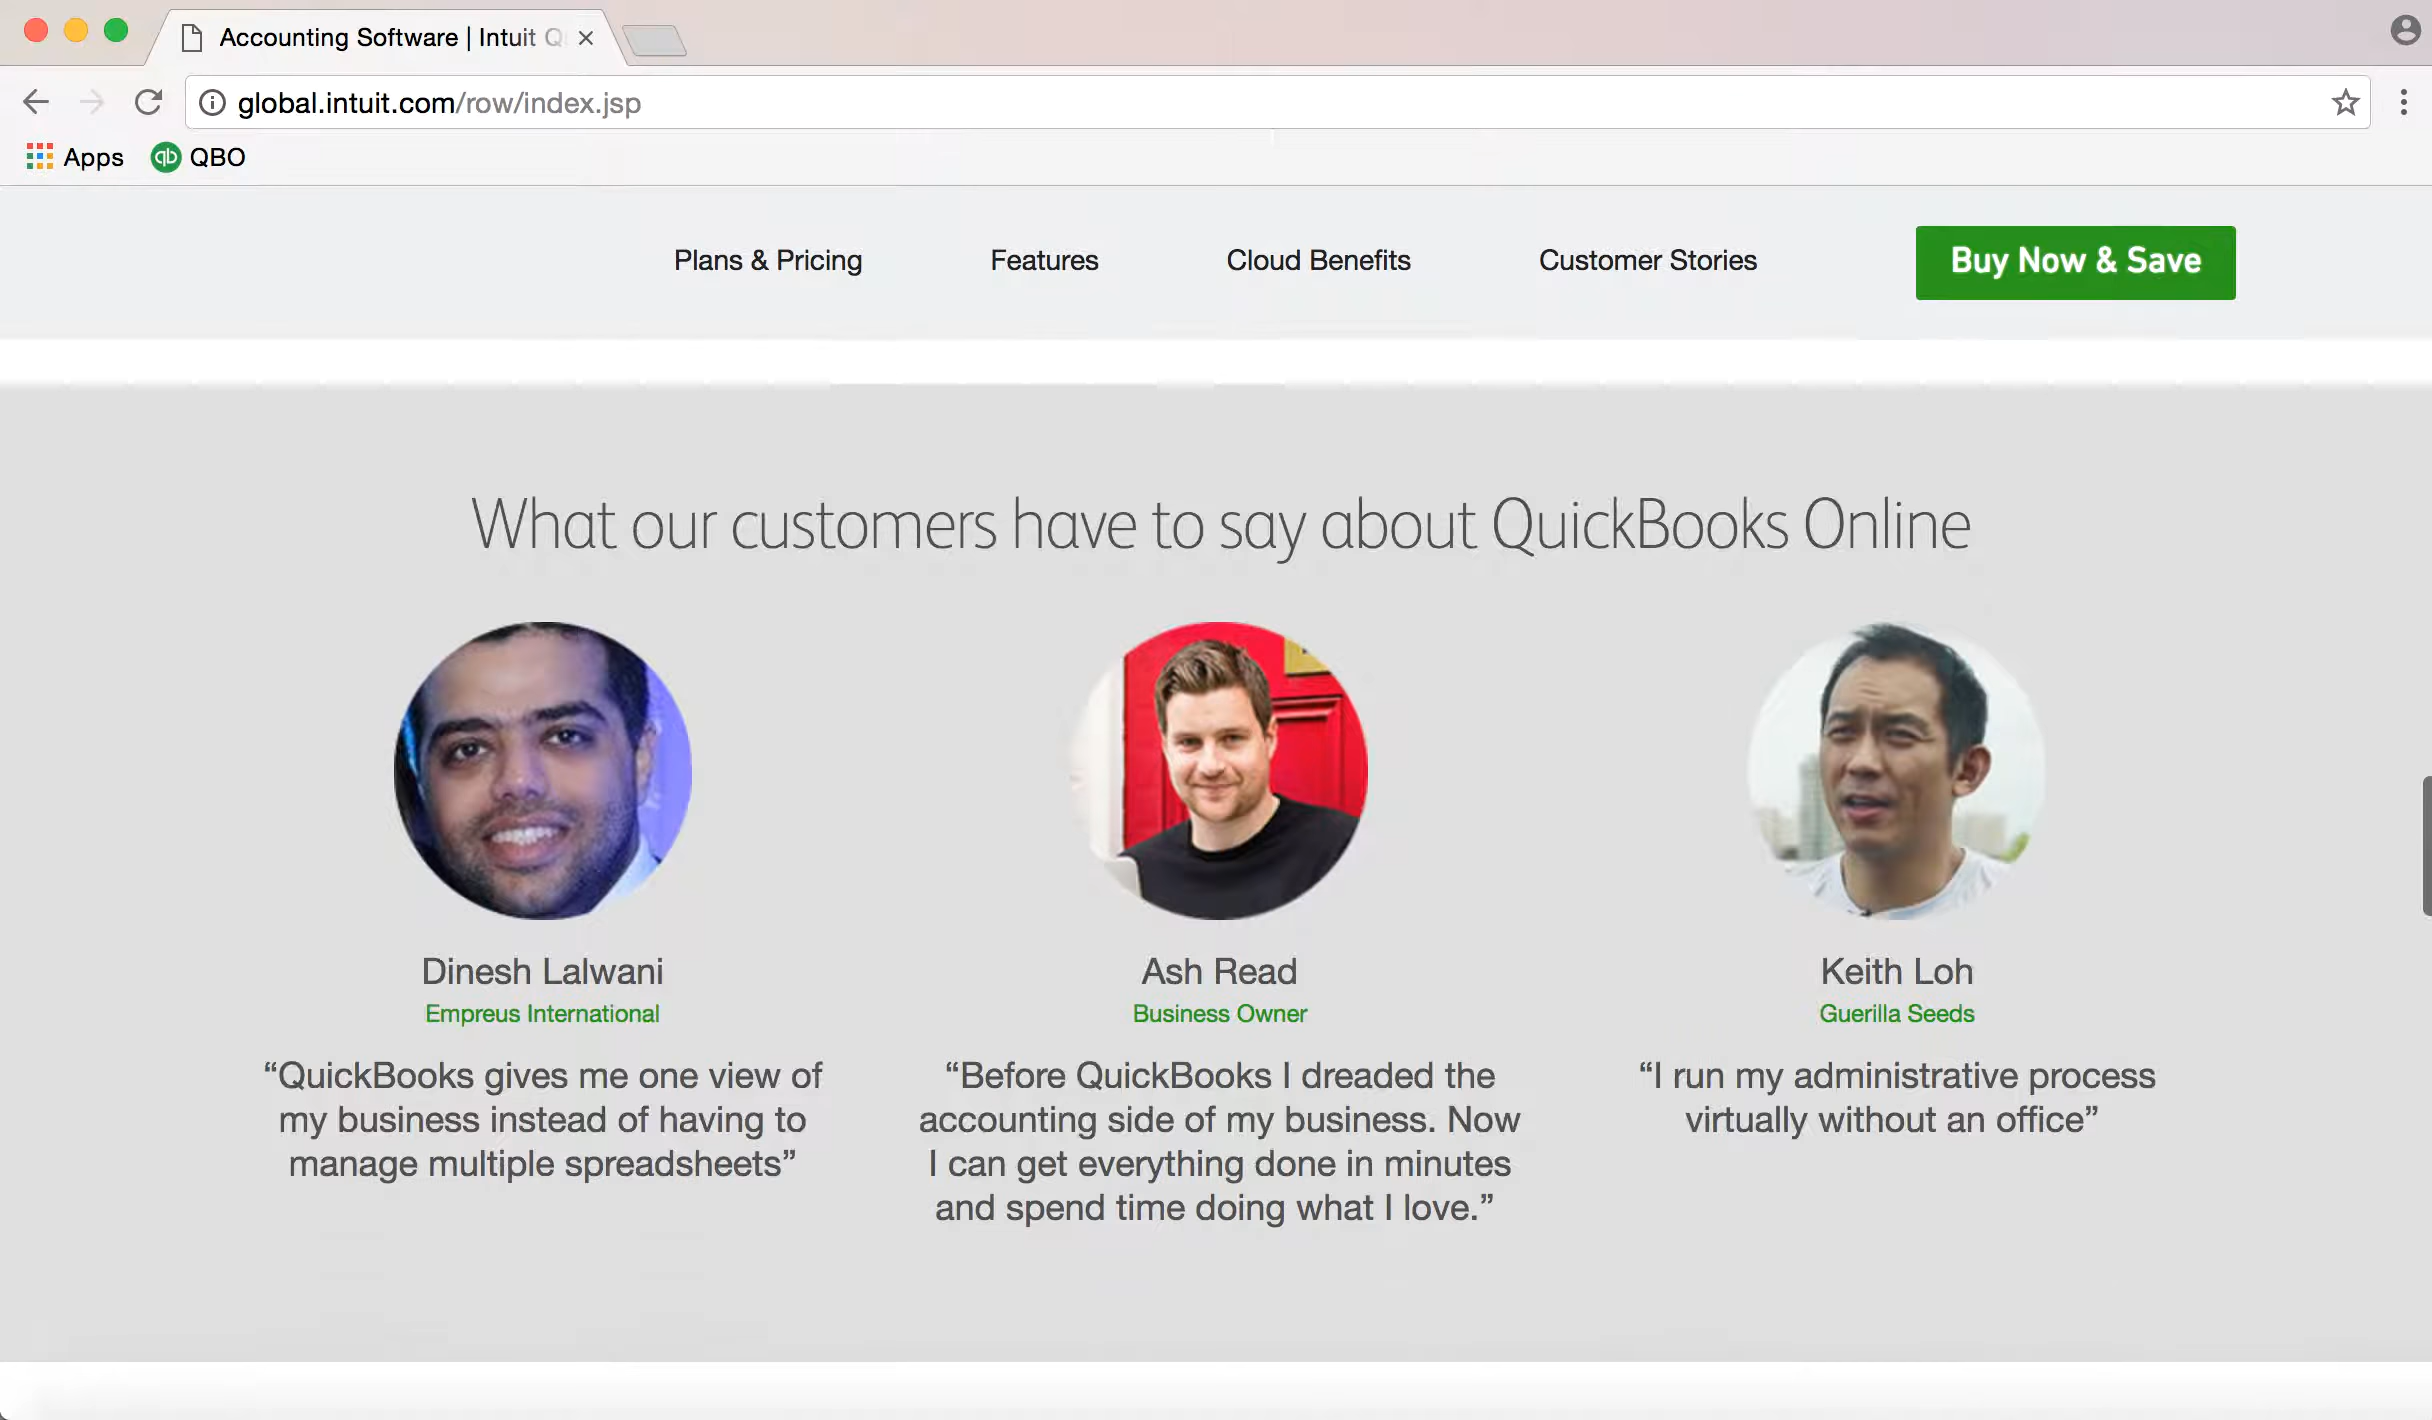 Accounting Software | Intuit Q
global.intuit.com/row/index.jsp
Apps
qb QBO
Plans & Pricing
Features
Cloud Benefits
Customer Stories
Buy Now & Save
What our customers have to say about QuickBooks Online
Dinesh Lalwani
Empreus International
“QuickBooks gives me one view of
my business instead of having to
manage multiple spreadsheets”
Ash Read
Business Owner
“Before QuickBooks I dreaded the
accounting side of my business. Now
I can get everything done in minutes
and spend time doing what I love.”
Keith Loh
Guerilla Seeds
“I run my administrative process
virtually without an office”